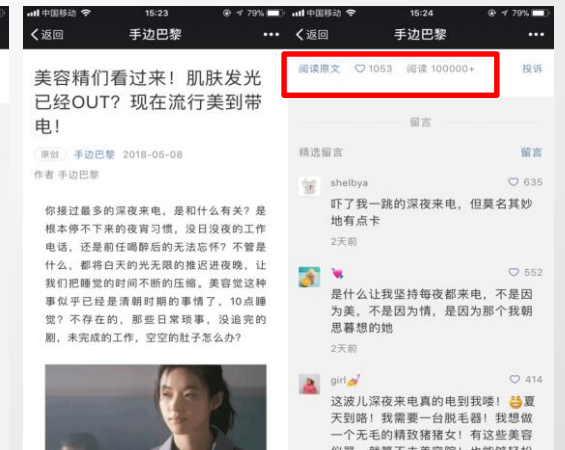 中国移动 15:23 79%
返回 手边巴黎
美容精们看过来！肌肤发光
已经OUT？现在流行美到带
电！
原创 手边巴黎 2018-05-08
作者 手边巴黎
你接过最多的深夜来电，是和什么有关？是
根本停不下来的夜宵习惯，没日没夜的工作
电话，还是前任喝醉后的无法忘怀？不管是
什么，都将白天的光无限的推迟进夜晚，让
我们把睡觉的时间不断的压缩。美容觉这种
事似乎已经是清朝时期的事情了，10点睡
觉？不存在的，那些日常琐事，没追完的
剧，未完成的工作，空空的肚子怎么办？
中国移动 15:24 79%
返回 手边巴黎
阅读原文 1053 阅读 100000+ 投诉
留言
精选留言 留言
shelbya 635
吓了我一跳的深夜来电，但莫名其妙
地有点卡
2天前
552
是什么让我坚持每夜都来电，不是因
为美，不是因为情，是因为那个我朝
思暮想的她
2天前
girl 414
这波儿深夜来电真的电到我喽！夏
天到咯！我需要一台脱毛器！我想做
一个无毛的精致猪猪女！有这些美容